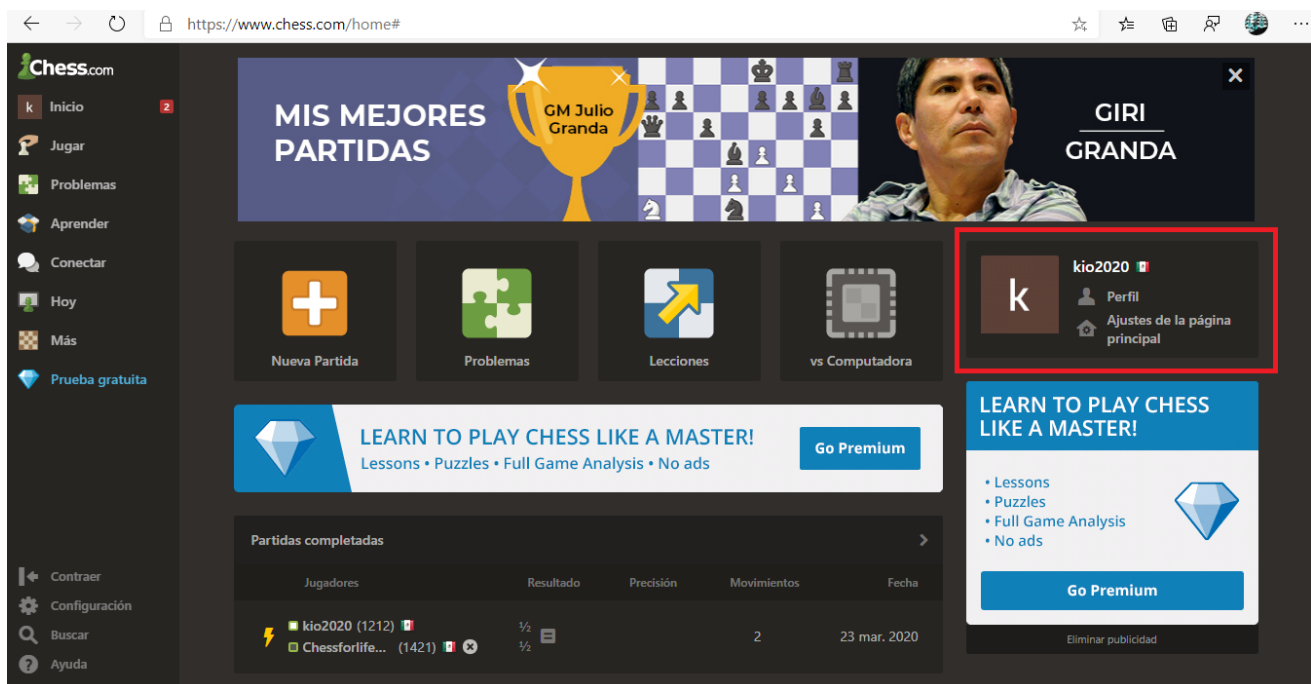 https://www.chess.com/home#
Chess.com
k Inicio 2
Jugar
Problemas
Aprender
Conectar
Hoy
Más
Prueba gratuita
Contraer
Configuración
Buscar
Ayuda
MIS MEJORES
PARTIDAS
GM Julio
Granda
GIRI
GRANDA
Nueva Partida
Problemas
Lecciones
vs Computadora
k
kio2020
Perfil
Ajustes de la página
principal
LEARN TO PLAY CHESS LIKE A MASTER!
Lessons • Puzzles • Full Game Analysis • No ads
Go Premium
LEARN TO PLAY CHESS
LIKE A MASTER!
• Lessons
• Puzzles
• Full Game Analysis
• No ads
Go Premium
Eliminar publicidad
Partidas completadas
Jugadores Resultado Precisión Movimientos Fecha
kio2020 (1212) ½
Chessforlife... (1421) ½
2 23 mar. 2020